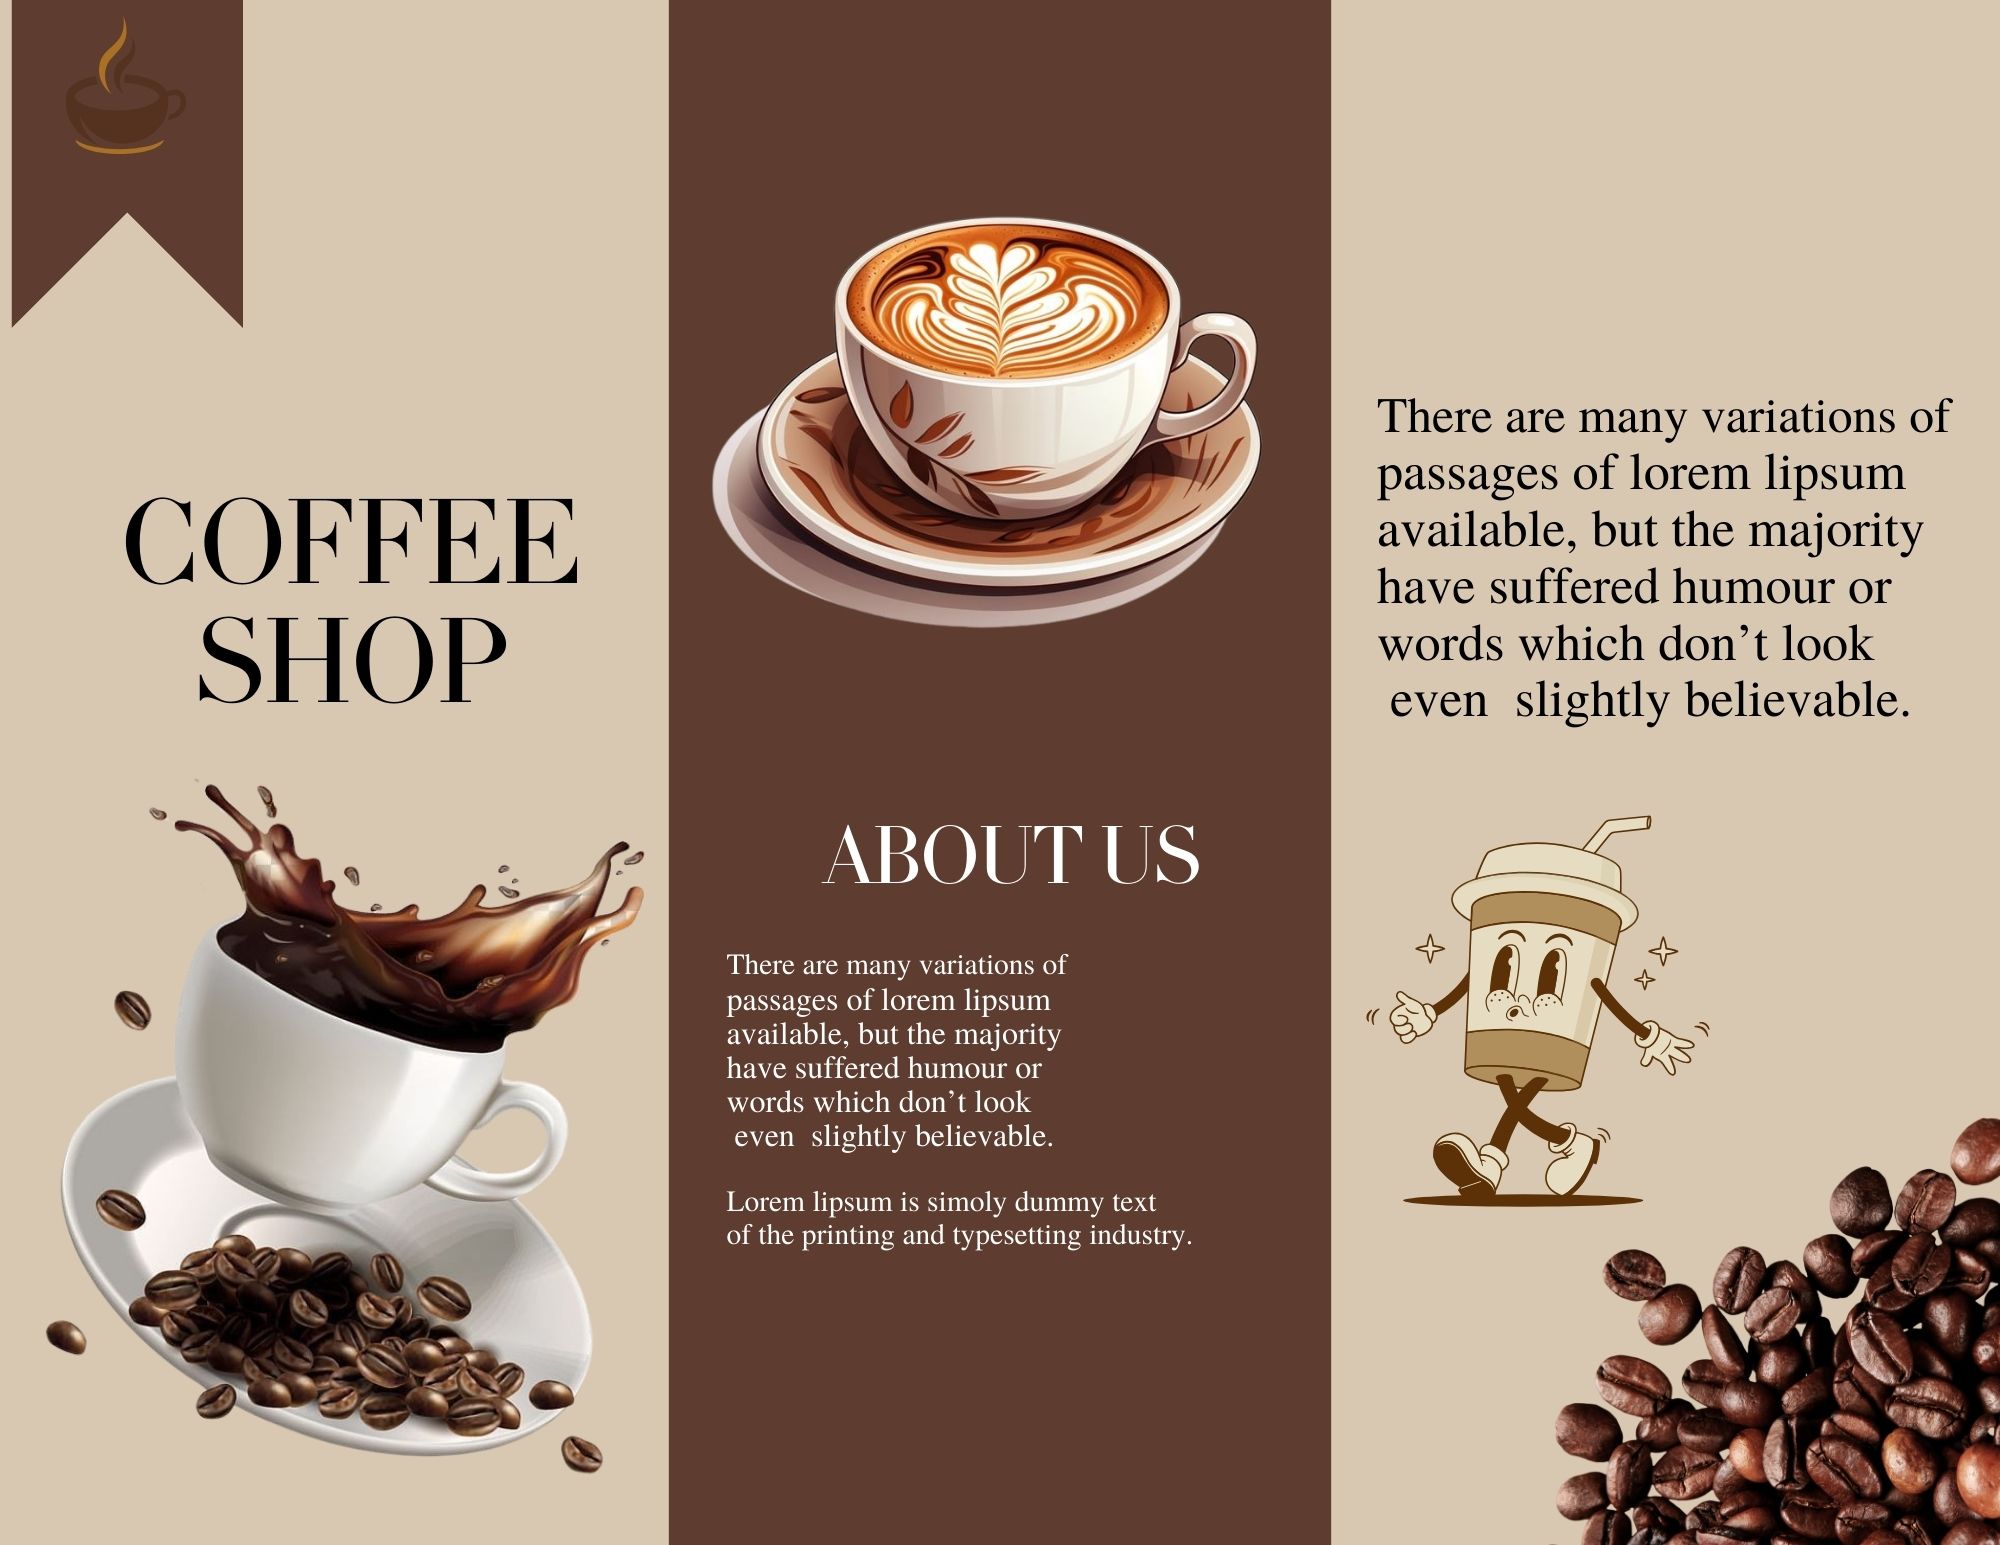 COFFEE
SHOP
ABOUT US
There are many variations of
passages of lorem lipsum
available, but the majority
have suffered humour or
words which don’t look
even slightly believable.
Lorem lipsum is simoly dummy text
of the printing and typesetting industry.
There are many variations of
passages of lorem lipsum
available, but the majority
have suffered humour or
words which don’t look
even slightly believable.